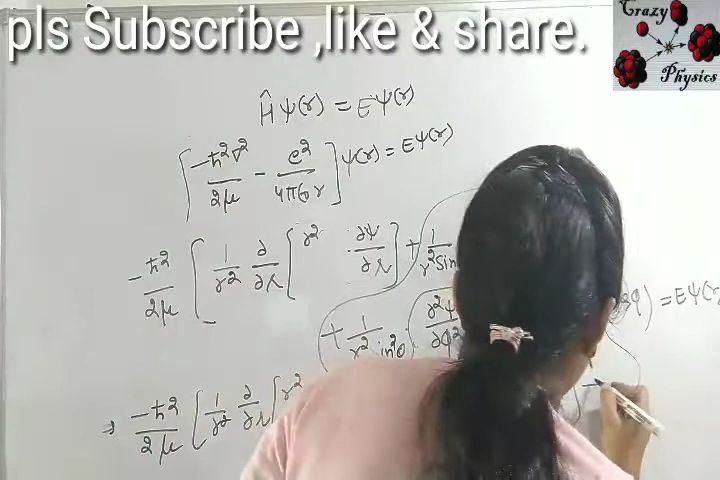 pls Subscribe ,like & share.
Crazy
Physics
Ĥψ(r) = Eψ(r)
[-ħ²∇²/2μ - e²/4πϵ₀r]ψ(r) = Eψ(r)
-ħ²/2μ [1/r² ∂/∂r [r² ∂ψ/∂r] + 1/r² sin
+ 1/r² sin²θ (∂²ψ/∂φ² ) = Eψ(r
⇒ -ħ²/2μ [1/r² ∂/∂r [r²